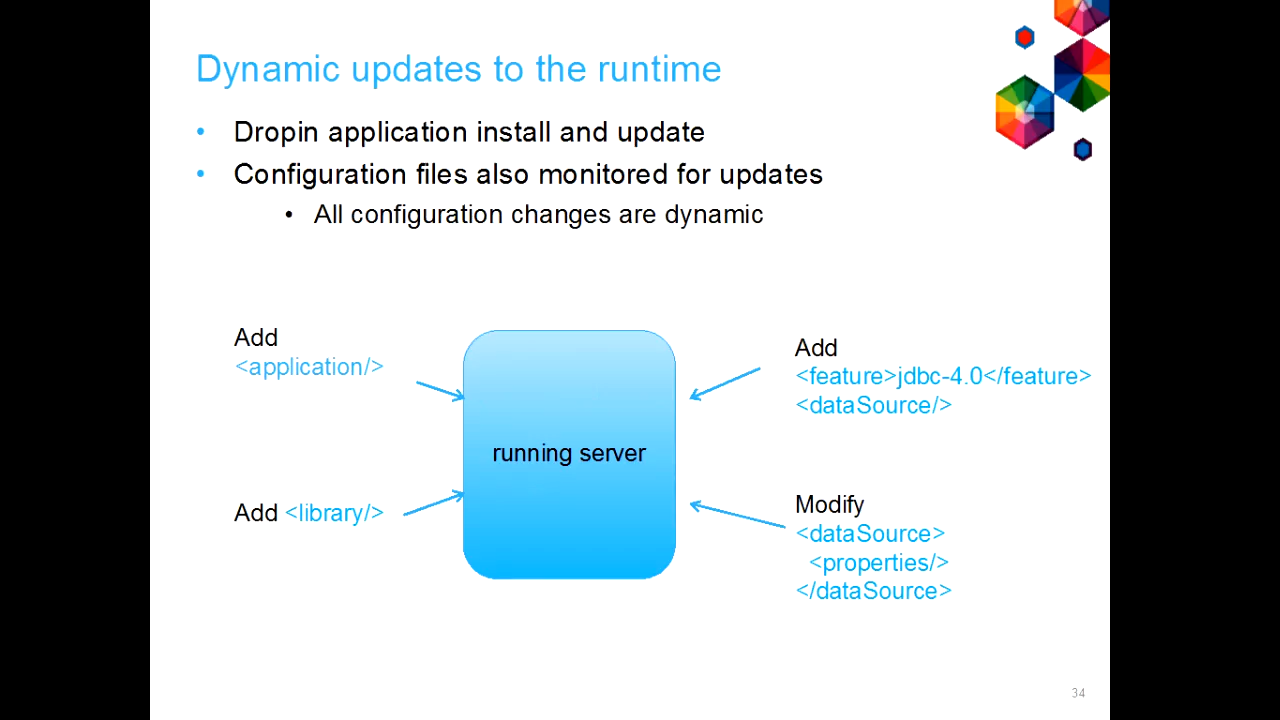 Dynamic updates to the runtime
• Dropin application install and update
• Configuration files also monitored for updates
• All configuration changes are dynamic
Add
<application/>
Add <library/>
running server
Add
<feature>jdbc-4.0</feature>
<dataSource/>
Modify
<dataSource>
<properties/>
</dataSource>
34